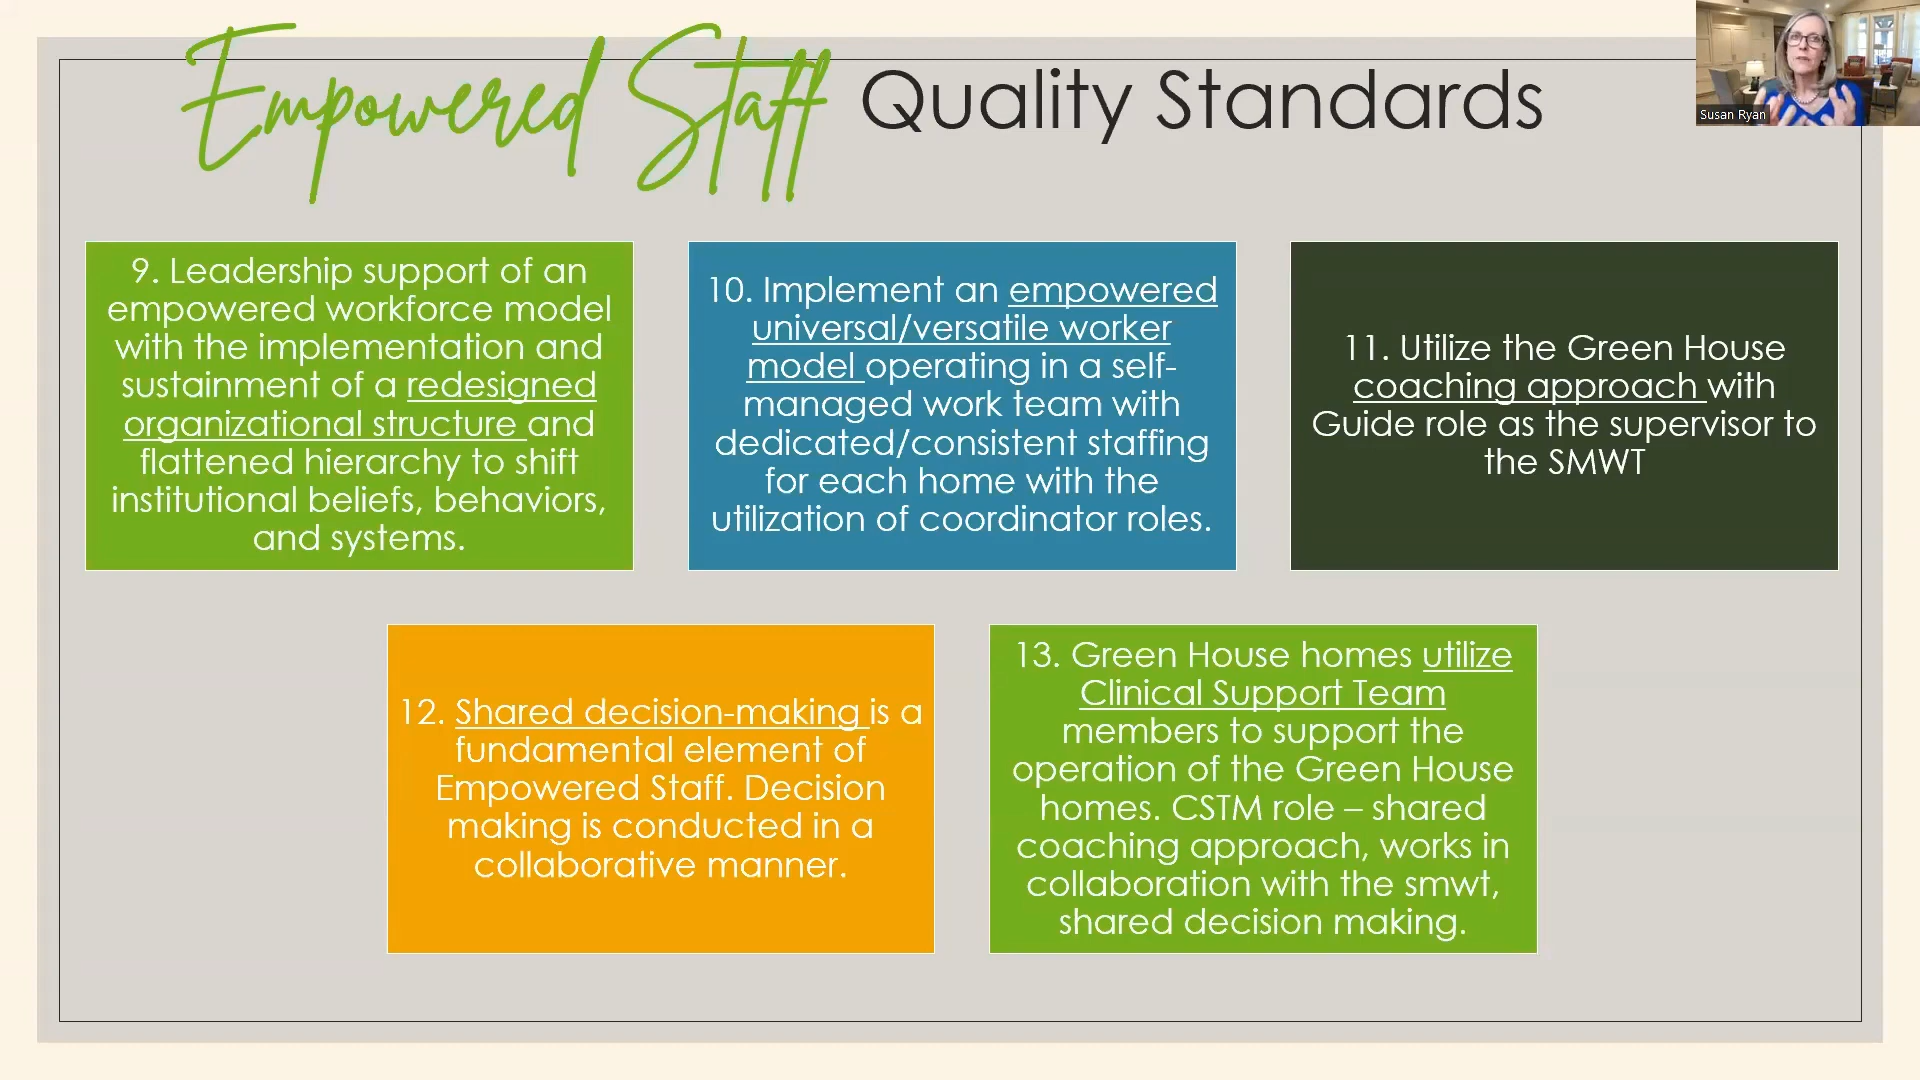 Empowered Staff Quality Standards
Susan Ryan
9. Leadership support of an
empowered workforce model
with the implementation and
sustainment of a redesigned
organizational structure and
flattened hierarchy to shift
institutional beliefs, behaviors,
and systems.
10. Implement an empowered
universal/versatile worker
model operating in a self-
managed work team with
dedicated/consistent staffing
for each home with the
utilization of coordinator roles.
11. Utilize the Green House
coaching approach with
Guide role as the supervisor to
the SMWT
12. Shared decision-making is a
fundamental element of
Empowered Staff. Decision
making is conducted in a
collaborative manner.
13. Green House homes utilize
Clinical Support Team
members to support the
operation of the Green House
homes. CSTM role – shared
coaching approach, works in
collaboration with the smwt,
shared decision making.